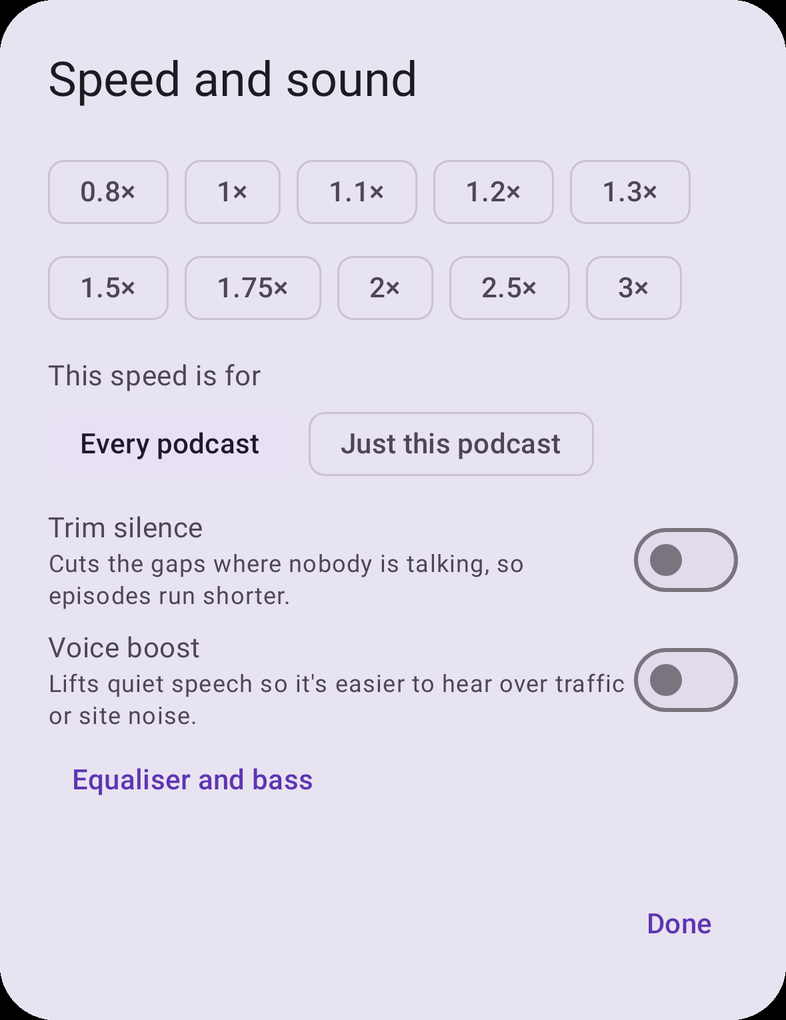 Speed and sound
0.8× 1× 1.1× 1.2× 1.3×
1.5× 1.75× 2× 2.5× 3×
This speed is for
Every podcast Just this podcast
Trim silence
Cuts the gaps where nobody is talking, so
episodes run shorter.
Voice boost
Lifts quiet speech so it's easier to hear over traffic
or site noise.
Equaliser and bass
Done